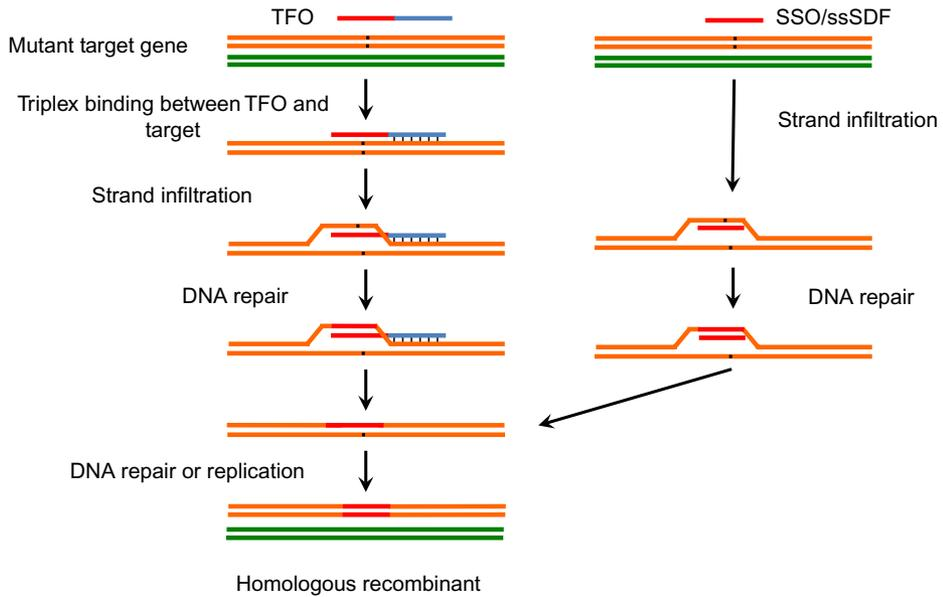 TFO
SSO/ssSDF
Mutant target gene
Triplex binding between TFO and
target
Strand infiltration
Strand infiltration
DNA repair
DNA repair
DNA repair or replication
Homologous recombinant